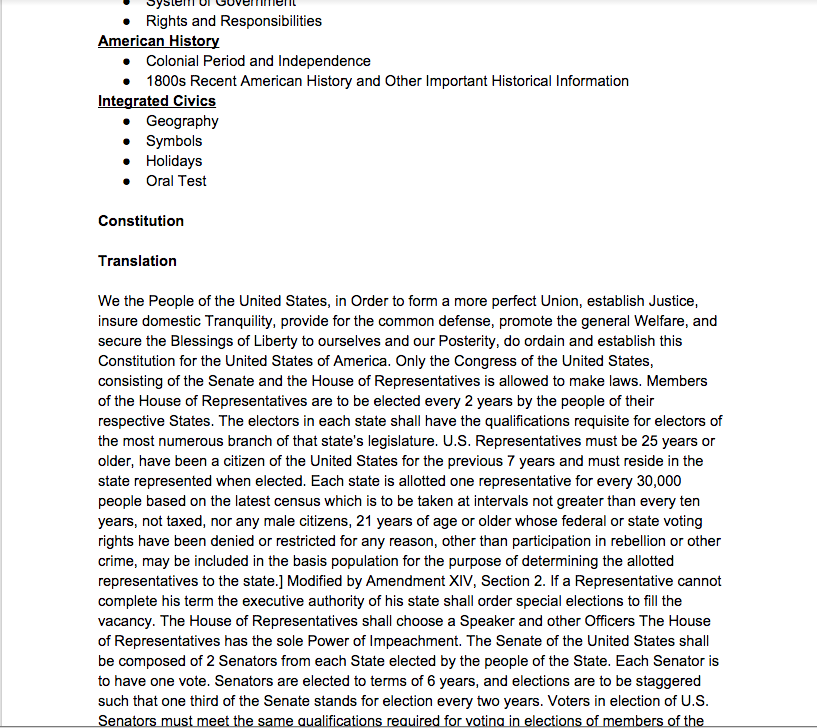 System of Government
Rights and Responsibilities
American History
Colonial Period and Independence
1800s Recent American History and Other Important Historical Information
Integrated Civics
Geography
Symbols
Holidays
Oral Test
Constitution
Translation
We the People of the United States, in Order to form a more perfect Union, establish Justice,
insure domestic Tranquility, provide for the common defense, promote the general Welfare, and
secure the Blessings of Liberty to ourselves and our Posterity, do ordain and establish this
Constitution for the United States of America. Only the Congress of the United States,
consisting of the Senate and the House of Representatives is allowed to make laws. Members
of the House of Representatives are to be elected every 2 years by the people of their
respective States. The electors in each state shall have the qualifications requisite for electors of
the most numerous branch of that state's legislature. U.S. Representatives must be 25 years or
older, have been a citizen of the United States for the previous 7 years and must reside in the
state represented when elected. Each state is allotted one representative for every 30,000
people based on the latest census which is to be taken at intervals not greater than every ten
years, not taxed, nor any male citizens, 21 years of age or older whose federal or state voting
rights have been denied or restricted for any reason, other than participation in rebellion or other
crime, may be included in the basis population for the purpose of determining the allotted
representatives to the state.] Modified by Amendment XIV, Section 2. If a Representative cannot
complete his term the executive authority of his state shall order special elections to fill the
vacancy. The House of Representatives shall choose a Speaker and other Officers The House
of Representatives has the sole Power of Impeachment. The Senate of the United States shall
be composed of 2 Senators from each State elected by the people of the State. Each Senator is
to have one vote. Senators are elected to terms of 6 years, and elections are to be staggered
such that one third of the Senate stands for election every two years. Voters in election of U.S.
Senators must meet the same qualifications required for voting in elections of members of the